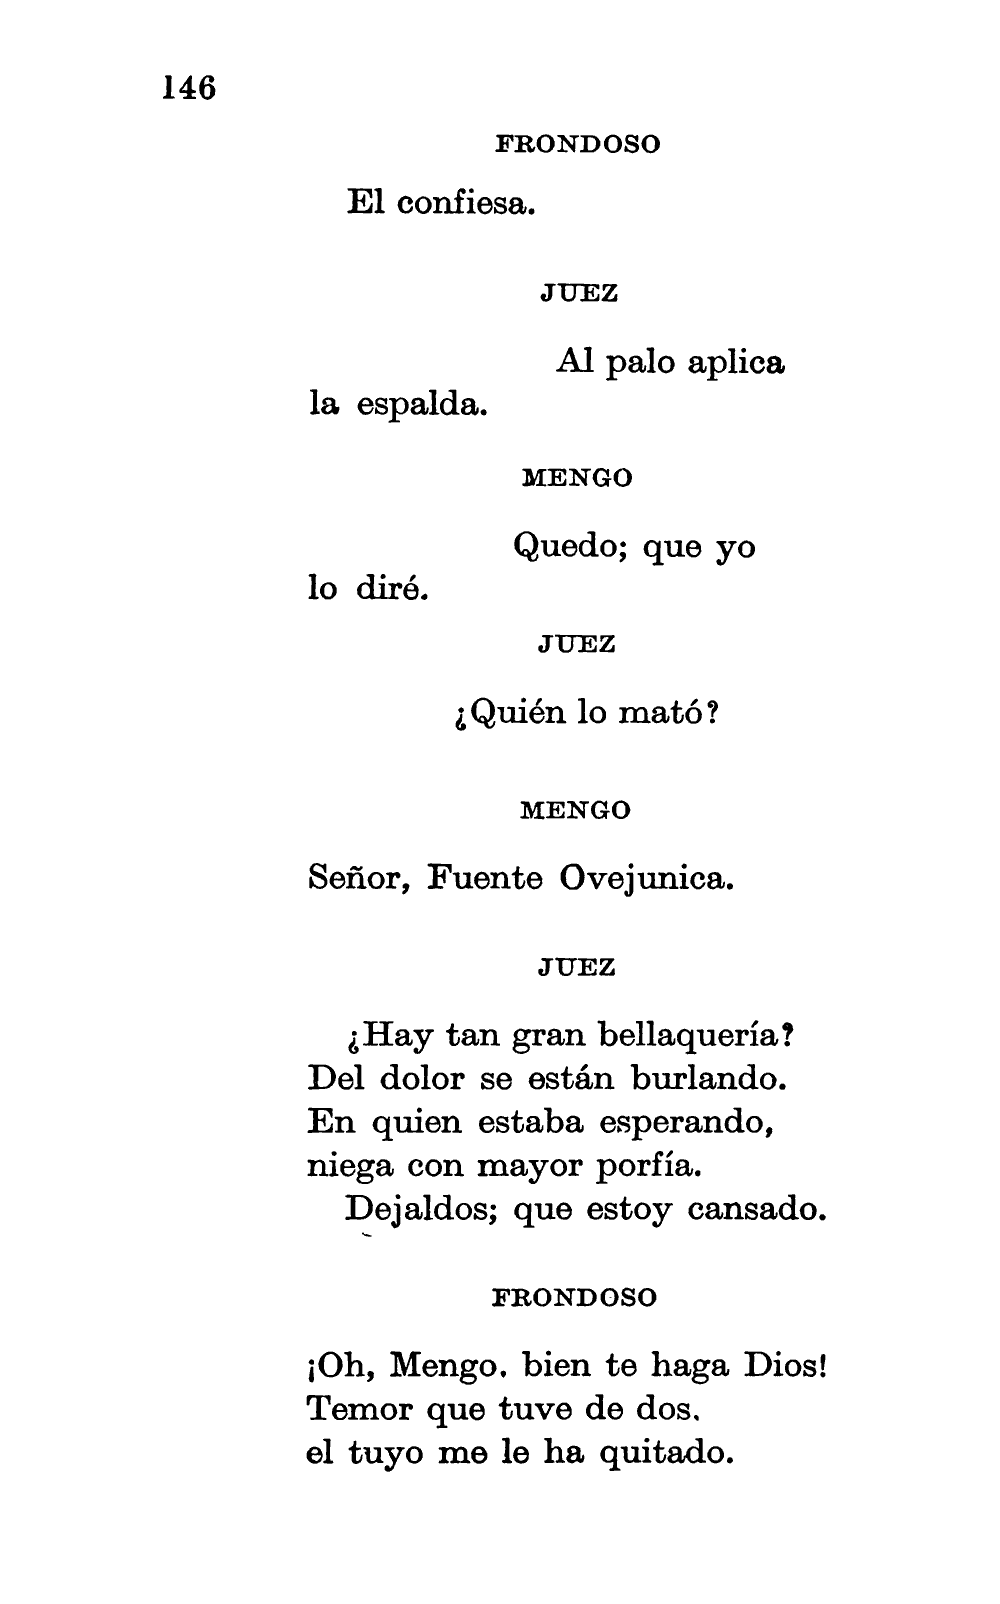 146
FRONDOSO
El confiesa.
JUEZ
Al palo aplica
la espalda.
MENGO
Quedo; que yo
lo diré.
JUEZ
¿Quién lo mató?
MENGO
Señor, Fuente Ovejunica.
JUEZ
¿Hay tan gran bellaquería?
Del dolor se están burlando.
En quien estaba esperando,
niega con mayor porfía.
Dejaldos; que estoy cansado.
FRONDOSO
¡Oh, Mengo. bien te haga Dios!
Temor que tuve de dos.
el tuyo me le ha quitado.